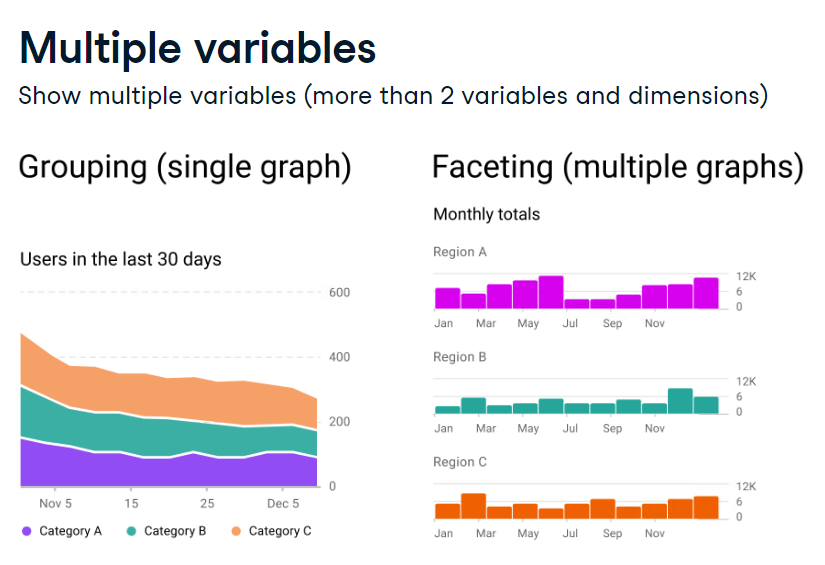 Multiple variables
Show multiple variables (more than 2 variables and dimensions)
Grouping (single graph)
Users in the last 30 days
600
400
200
0
Nov 5 15 25 Dec 5
Category A Category B Category C
Faceting (multiple graphs)
Monthly totals
Region A
12K
6
0
Jan Mar May Jul Sep Nov
Region B
12K
6
0
Jan Mar May Jul Sep Nov
Region C
12K
6
0
Jan Mar May Jul Sep Nov